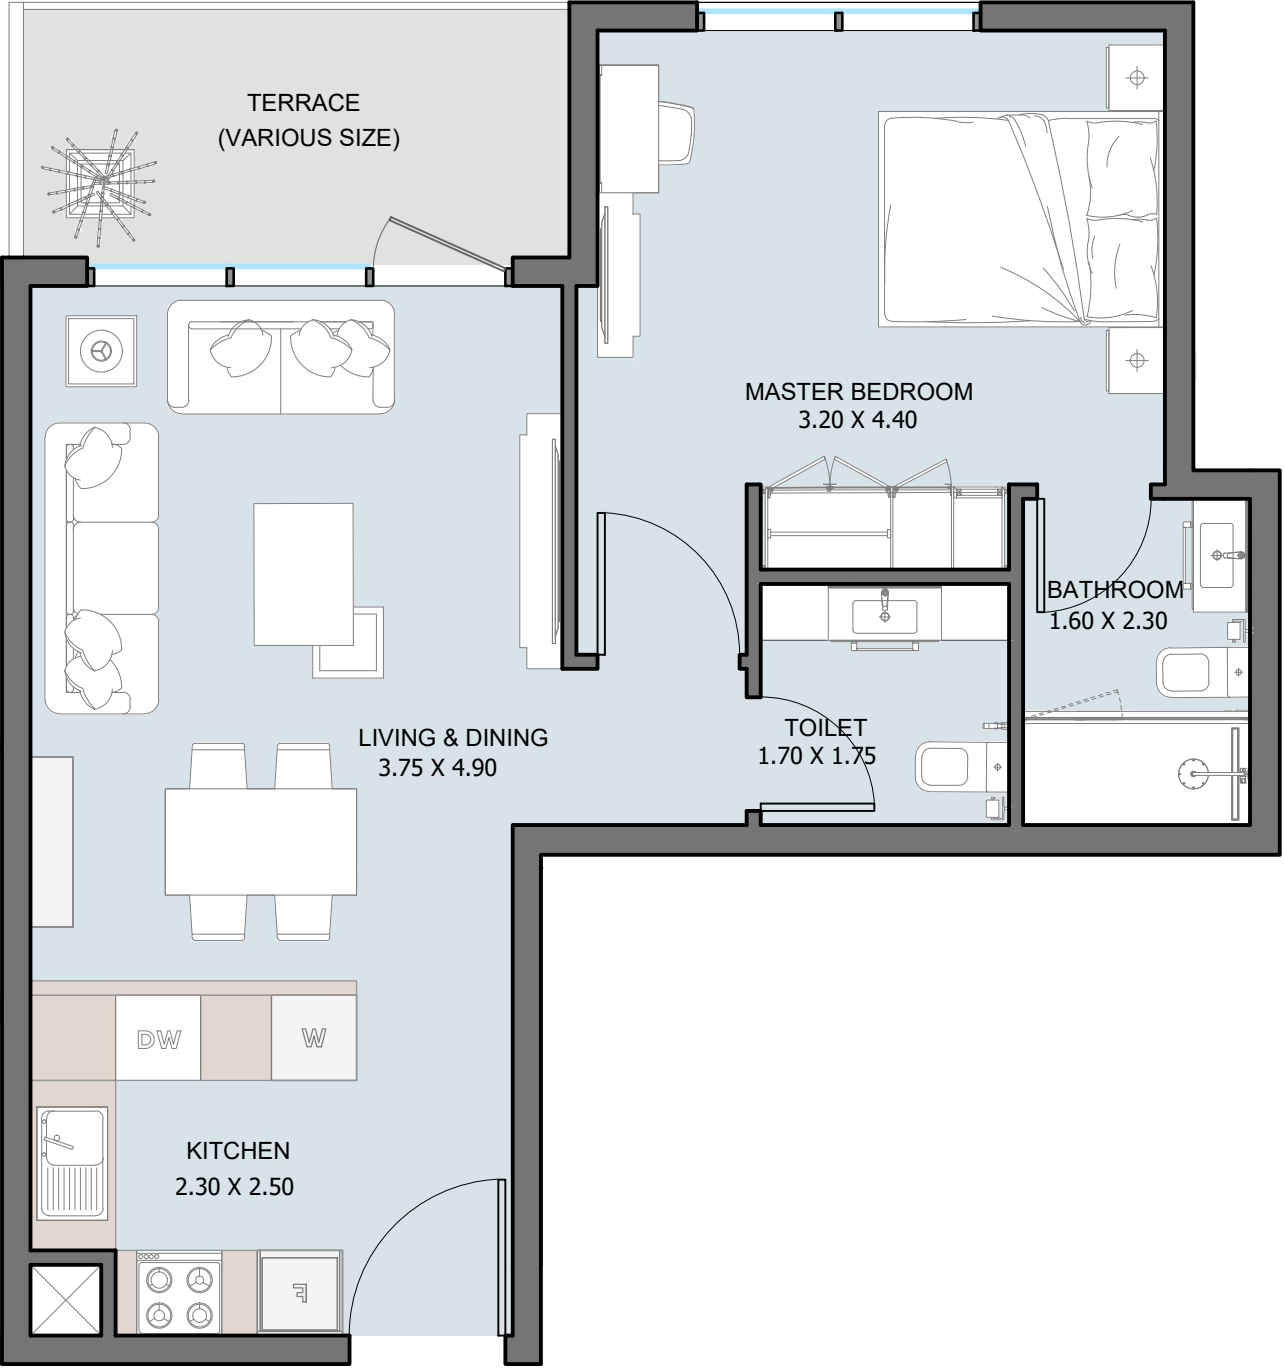 TERRACE
(VARIOUS SIZE)
MASTER BEDROOM
3.20 X 4.40
BATHROOM
1.60 X 2.30
TOILET
1.70 X 1.75
LIVING & DINING
3.75 X 4.90
DW
W
KITCHEN
2.30 X 2.50
F